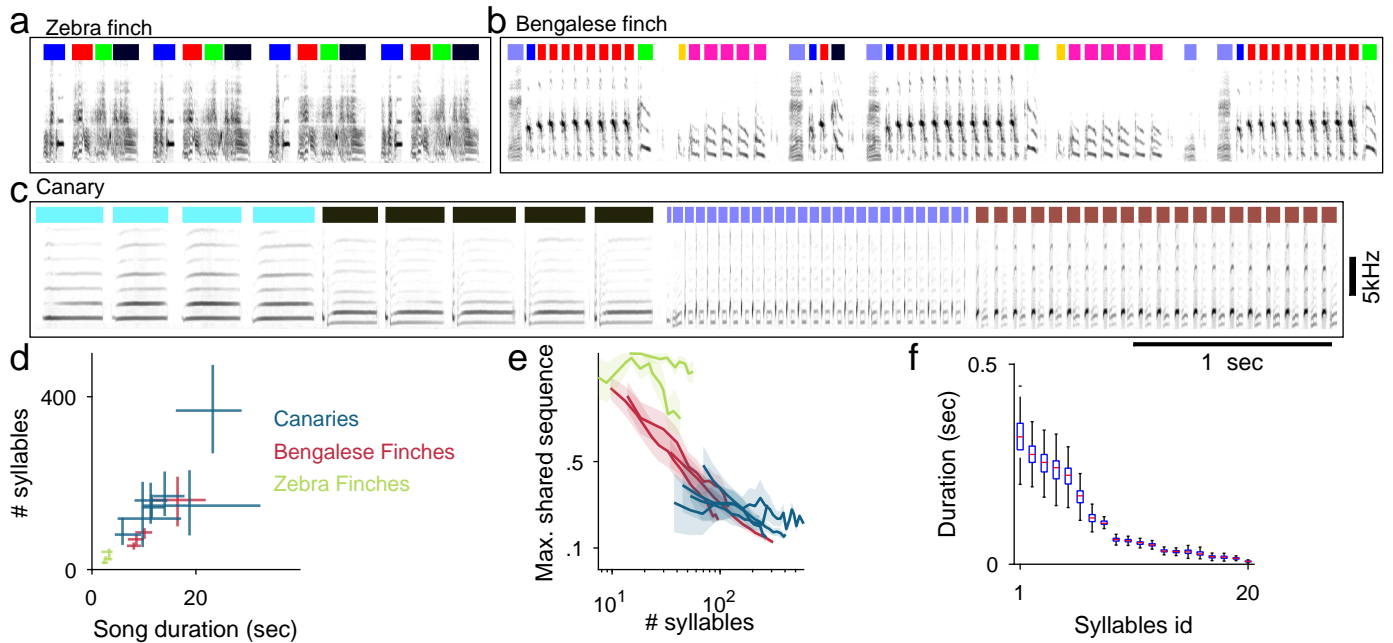 a
Zebra finch
b
Bengalese finch
c
Canary
5kHz
1 sec
d
# syllables
400
0
0
20
Song duration (sec)
Canaries
Bengalese Finches
Zebra Finches
e
Max. shared sequence
.5
.1
10¹
10²
# syllables
f
Duration (sec)
0.5
0
1
20
Syllables id